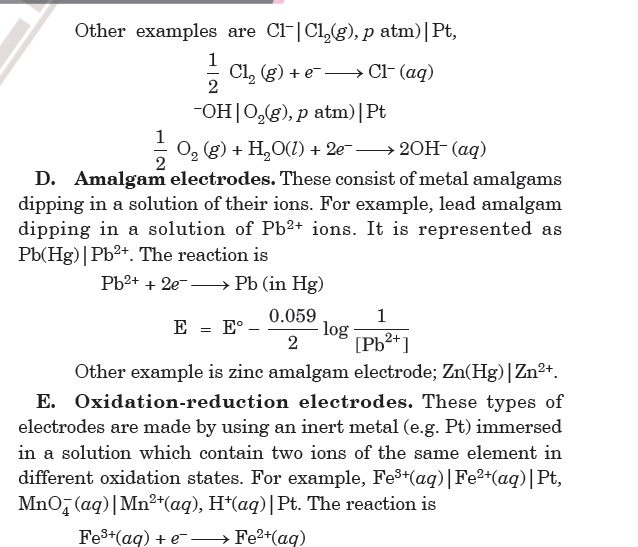 Other examples are Cl⁻|Cl₂(g), p atm)|Pt,
1/2 Cl₂ (g) + e⁻ ⟶ Cl⁻ (aq)
⁻OH|O₂(g), p atm)|Pt
1/2 O₂ (g) + H₂O(l) + 2e⁻ ⟶ 2OH⁻ (aq)
D. Amalgam electrodes. These consist of metal amalgams
dipping in a solution of their ions. For example, lead amalgam
dipping in a solution of Pb²⁺ ions. It is represented as
Pb(Hg)|Pb²⁺. The reaction is
Pb²⁺ + 2e⁻ ⟶ Pb (in Hg)
E = E° − 0.059/2 log 1/[Pb²⁺]
Other example is zinc amalgam electrode; Zn(Hg)|Zn²⁺.
E. Oxidation-reduction electrodes. These types of
electrodes are made by using an inert metal (e.g. Pt) immersed
in a solution which contain two ions of the same element in
different oxidation states. For example, Fe³⁺(aq)|Fe²⁺(aq)|Pt,
MnO₄⁻(aq)|Mn²⁺(aq), H⁺(aq)|Pt. The reaction is
Fe³⁺(aq) + e⁻ ⟶ Fe²⁺(aq)